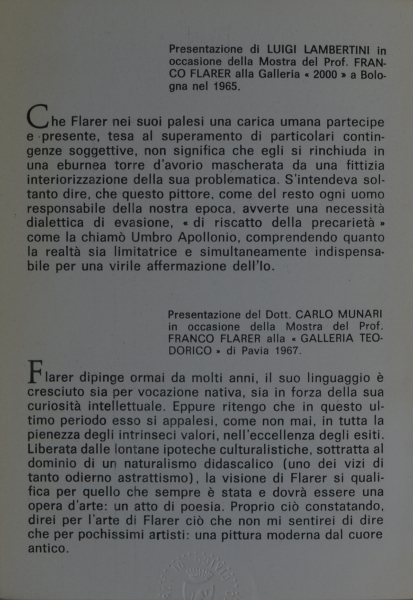 Presentazione di LUIGI LAMBERTINI in
occasione della Mostra del Prof. FRAN-
CO FLARER alla Galleria « 2000 » a Bolo-
gna nel 1965.
Che Flarer nei suoi palesi una carica umana partecipe
e presente, tesa al superamento di particolari contin-
genze soggettive, non significa che egli si rinchiuda in
una eburnea torre d'avorio mascherata da una fittizia
interiorizzazione della sua problematica. S'intendeva sol-
tanto dire, che questo pittore, come del resto ogni uomo
responsabile della nostra epoca, avverte una necessità
dialettica di evasione, « di riscatto della precarietà »
come la chiamò Umbro Apollonio, comprendendo quanto
la realtà sia limitatrice e simultaneamente indispensa-
bile per una virile affermazione dell'Io.
Presentazione del Dott. CARLO MUNARI
in occasione della Mostra del Prof.
FRANCO FLARER alla « GALLERIA TEO-
DORICO » di Pavia 1967.
Flarer dipinge ormai da molti anni, il suo linguaggio è
cresciuto sia per vocazione nativa, sia in forza della sua
curiosità intellettuale. Eppure ritengo che in questo ul-
timo periodo esso si appalesi, come non mai, in tutta la
pienezza degli intrinseci valori, nell'eccellenza degli esiti.
Liberata dalle lontane ipoteche culturalistiche, sottratta al
dominio di un naturalismo didascalico (uno dei vizi di
tanto odierno astrattismo), la visione di Flarer si quali-
fica per quello che sempre è stata e dovrà essere una
opera d'arte: un atto di poesia. Proprio ciò constatando,
direi per l'arte di Flarer ciò che non mi sentirei di dire
che per pochissimi artisti: una pittura moderna dal cuore
antico.